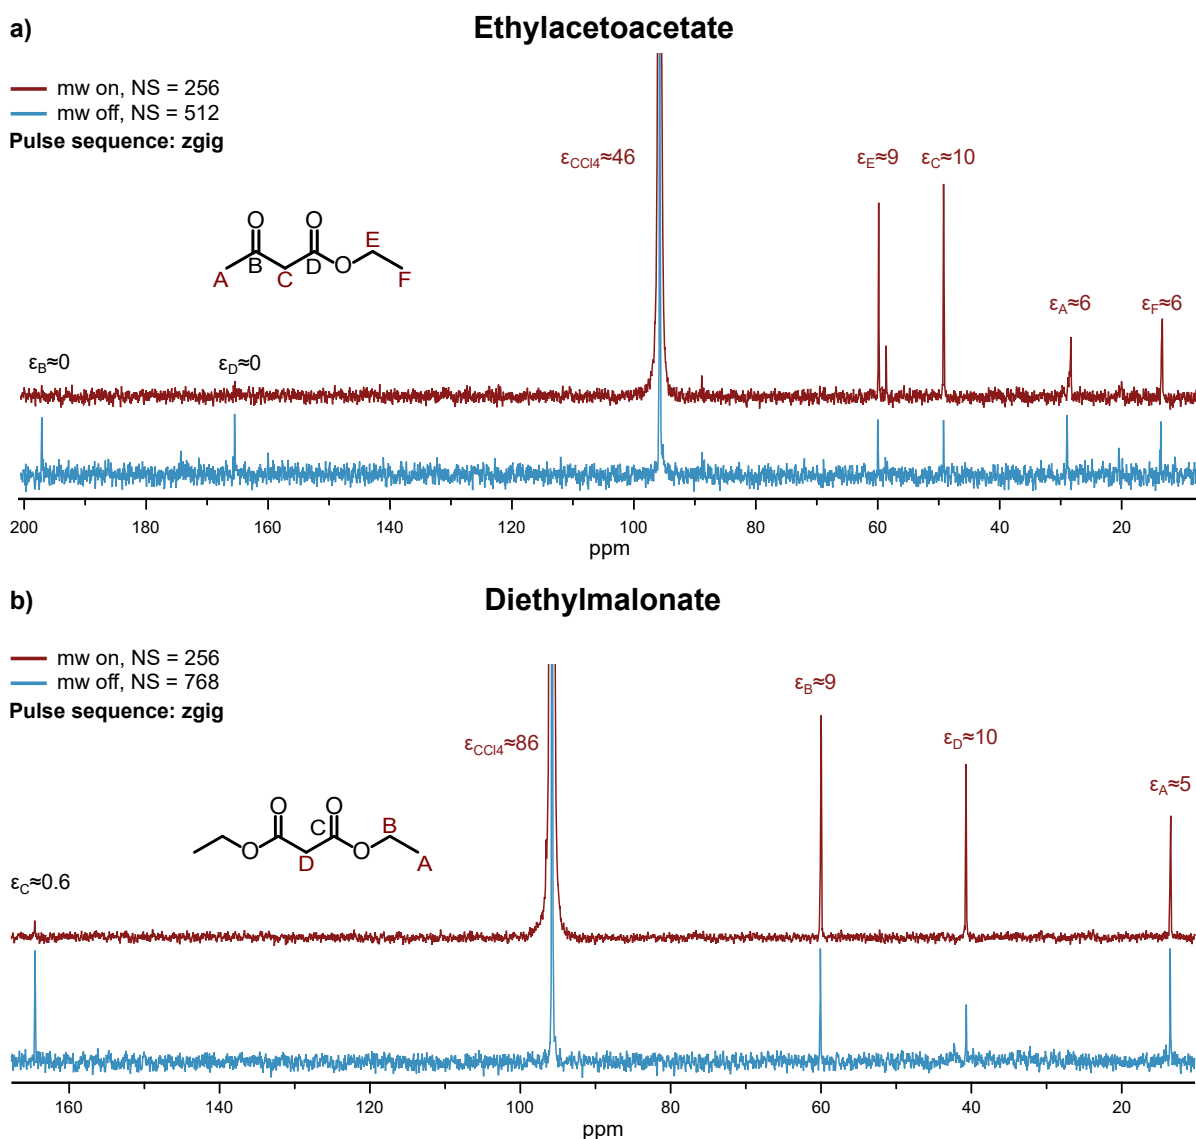 a)
Ethylacetoacetate
mw on, NS = 256
mw off, NS = 512
Pulse sequence: zgig
εCCl4≈46
εE≈9
εC≈10
O O
E
A B C D O F
εA≈6
εF≈6
εB≈0
εD≈0
200 180 160 140 120 100 80 60 40 20
ppm
b)
Diethylmalonate
mw on, NS = 256
mw off, NS = 768
Pulse sequence: zgig
εCCl4≈86
εB≈9
εD≈10
εA≈5
O O
C B
O D O A
εC≈0.6
160 140 120 100 80 60 40 20
ppm